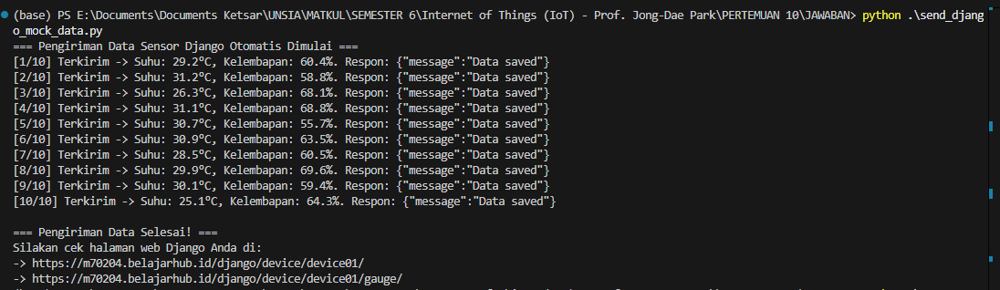 (base) PS E:\Documents\Documents Ketsar\UNSIA\MATKUL\SEMESTER 6\Internet of Things (IoT) - Prof. Jong-Dae Park\PERTEMUAN 10\JAWABAN> python .\send_djang
o_mock_data.py
=== Pengiriman Data Sensor Django Otomatis Dimulai ===
[1/10] Terkirim -> Suhu: 29.2°C, Kelembapan: 60.4%. Respon: {"message":"Data saved"}
[2/10] Terkirim -> Suhu: 31.2°C, Kelembapan: 58.8%. Respon: {"message":"Data saved"}
[3/10] Terkirim -> Suhu: 26.3°C, Kelembapan: 68.1%. Respon: {"message":"Data saved"}
[4/10] Terkirim -> Suhu: 31.1°C, Kelembapan: 68.8%. Respon: {"message":"Data saved"}
[5/10] Terkirim -> Suhu: 30.7°C, Kelembapan: 55.7%. Respon: {"message":"Data saved"}
[6/10] Terkirim -> Suhu: 30.9°C, Kelembapan: 63.5%. Respon: {"message":"Data saved"}
[7/10] Terkirim -> Suhu: 28.5°C, Kelembapan: 60.5%. Respon: {"message":"Data saved"}
[8/10] Terkirim -> Suhu: 29.9°C, Kelembapan: 69.6%. Respon: {"message":"Data saved"}
[9/10] Terkirim -> Suhu: 30.1°C, Kelembapan: 59.4%. Respon: {"message":"Data saved"}
[10/10] Terkirim -> Suhu: 25.1°C, Kelembapan: 64.3%. Respon: {"message":"Data saved"}
=== Pengiriman Data Selesai! ===
Silakan cek halaman web Django Anda di:
-> https://m70204.belajarhub.id/django/device/device01/
-> https://m70204.belajarhub.id/django/device/device01/gauge/